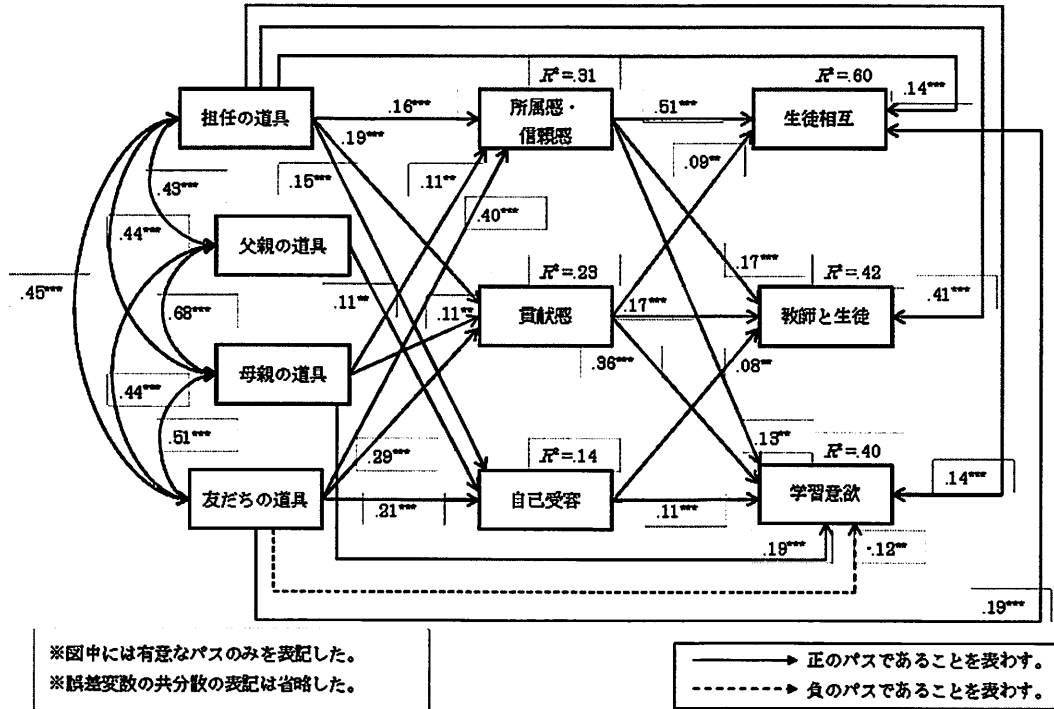 R²=.31
R²=.60
.14***
担任の道具
.16***
所属感・
信頼感
.51***
生徒相互
.19***
.09**
.43***
.15***
.11**
.40***
.44***
父親の道具
R²=.23
.17***
R²=.42
.45***
.68***
.11**
.11**
貢献感
.17***
教師と生徒
.41***
母親の道具
.36***
.08**
.44***
.51***
.29***
R²=.14
.13**
R²=.40
友だちの道具
.21***
自己受容
.11***
学習意欲
.14***
.19***
-.12**
.19***
※図中には有意なパスのみを表記した。
※誤差変数の共分散の表記は省略した。
正のパスであることを表わす。
負のパスであることを表わす。